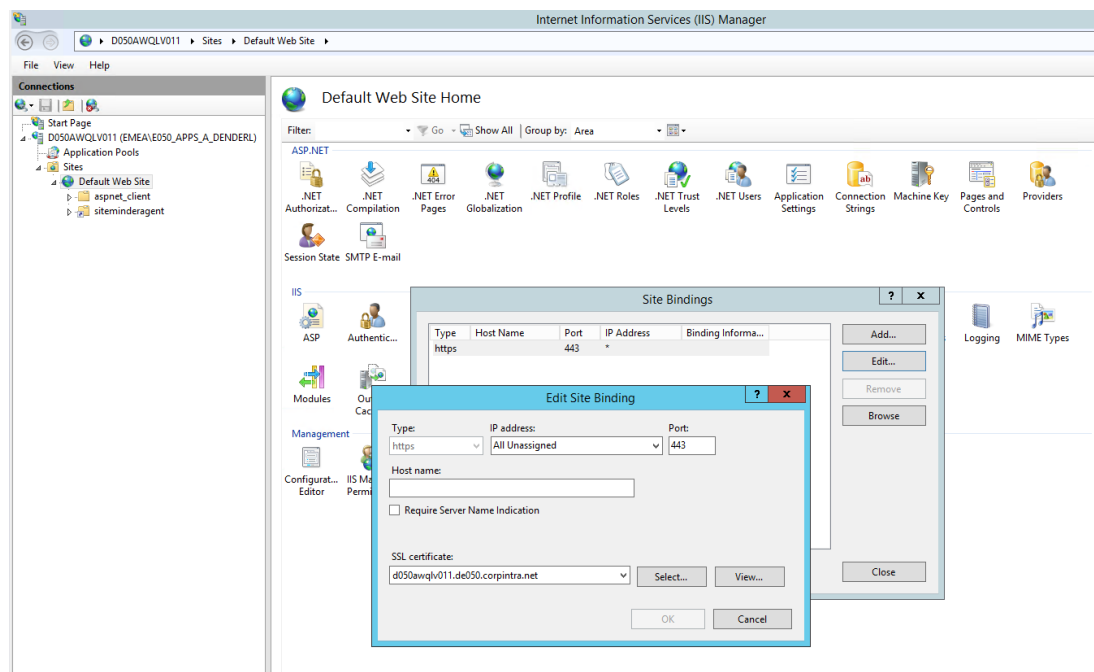 Internet Information Services (IIS) Manager
D050AWQLV011 Sites Default Web Site
File View Help
Connections
Start Page
D050AWQLV011 (EMEA\E050_APPS_A_DENDERL)
Application Pools
Sites
Default Web Site
aspnet_client
siteminderagent
Default Web Site Home
Filter: Go Show All Group by: Area
ASP.NET
.NET Authorizat...
.NET Compilation
.NET Error Pages
.NET Globalization
.NET Profile
.NET Roles
.NET Trust Levels
.NET Users
Application Settings
Connection Strings
Machine Key
Pages and Controls
Providers
Session State
SMTP E-mail
IIS
ASP
Authentic...
Logging
MIME Types
Modules
Management
Configurat... Editor
Site Bindings
? x
Type Host Name Port IP Address Binding Informa...
https 443 *
Add...
Edit...
Remove
Browse
Close
Edit Site Binding
? x
Type: IP address: Port:
https All Unassigned 443
Host name:
Require Server Name Indication
SSL certificate:
d050awqlv011.de050.corpintra.net Select... View...
OK Cancel